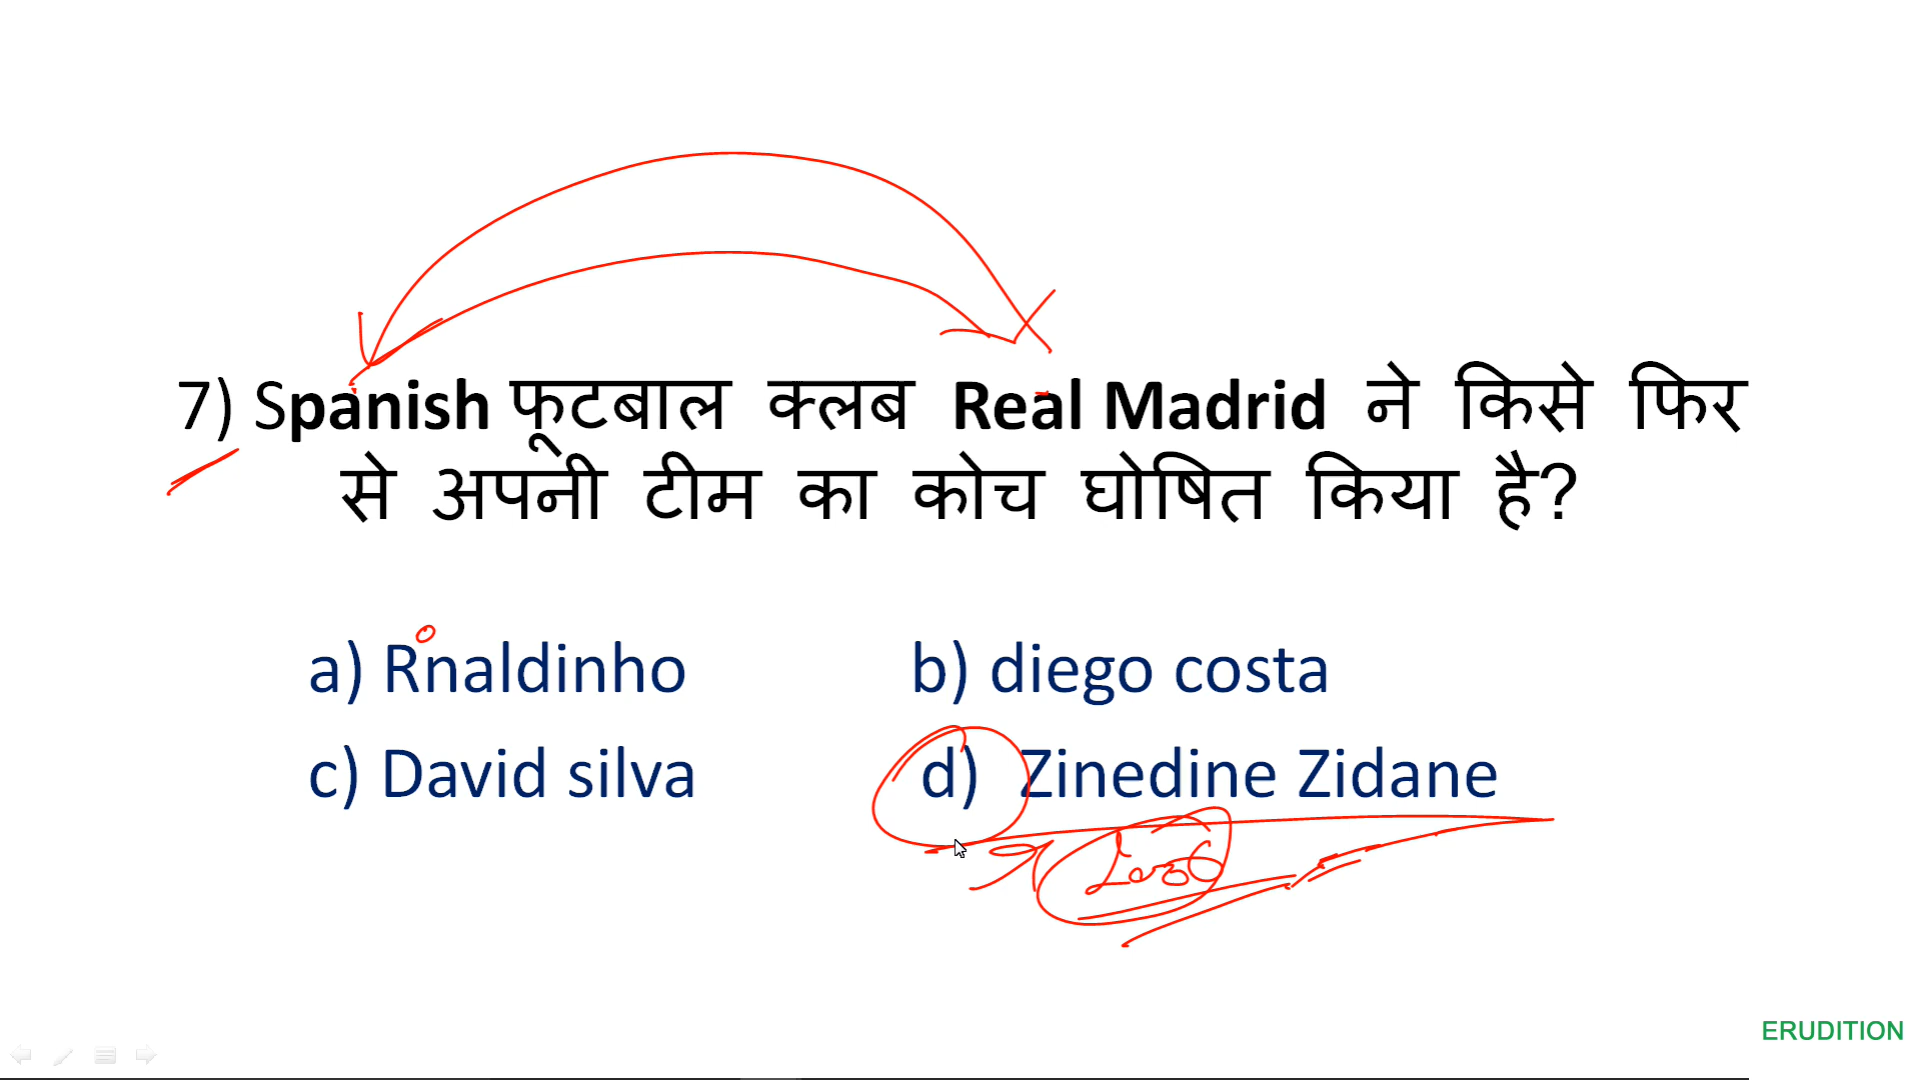 7) Spanish फूटबाल क्लब Real Madrid ने किसे फिर
से अपनी टीम का कोच घोषित किया है?
a) Rnaldinho b) diego costa
c) David silva d) Zinedine Zidane
ERUDITION